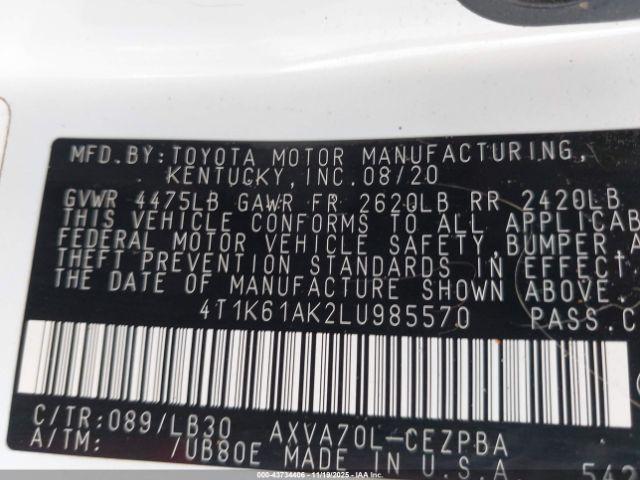 MFD. BY: TOYOTA MOTOR MANUFACTURING,
KENTUCKY, INC. 08/20
GVWR 4475LB GAWR FR 2620LB RR 2420LB
THIS VEHICLE CONFORMS TO ALL APPLICAB
FEDERAL MOTOR VEHICLE SAFETY, BUMPER A
THEFT PREVENTION STANDARDS IN EFFECT
THE DATE OF MANUFACTURE SHOWN ABOVE.
4T1K61AK2LU985570 PASS.C
C/TR: 089/LB30 AXVA70L-CEZPBA
A/TM: /UB80E MADE IN U.S.A 542
© - 43734406 - 11/19/2025 - IAA Inc.